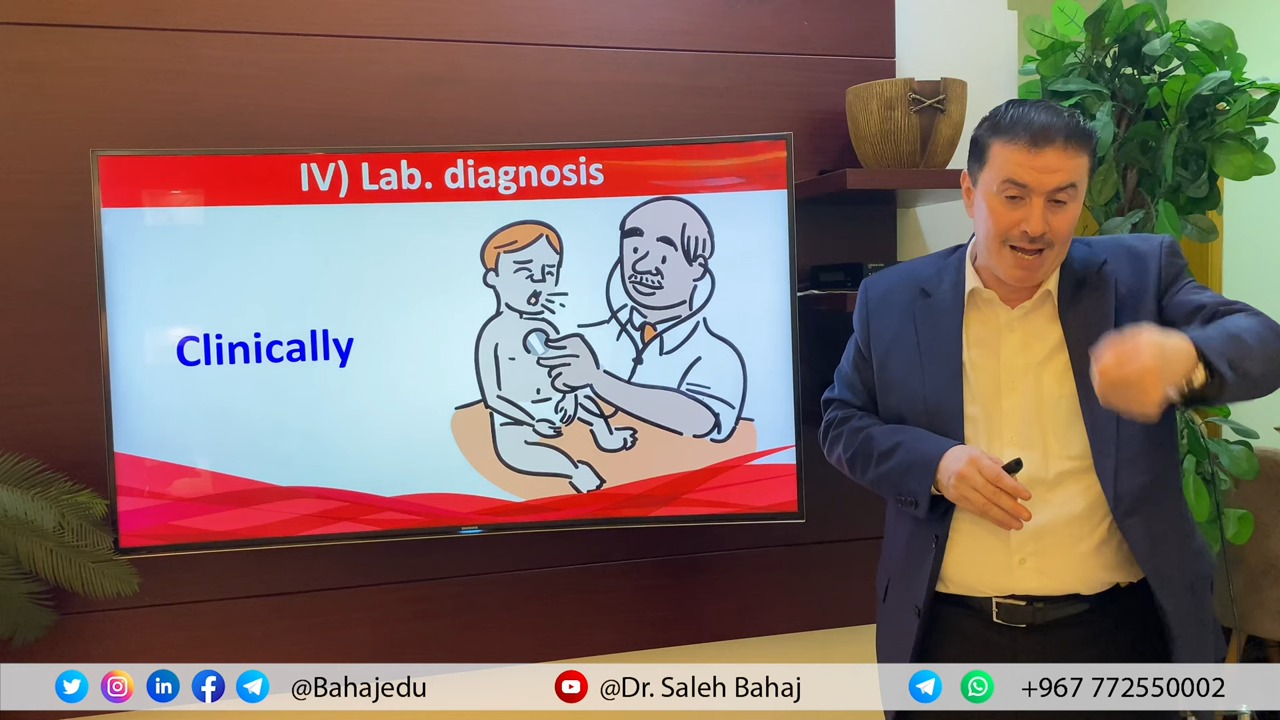 IV) Lab. diagnosis
Clinically
@Bahajedu
@Dr. Saleh Bahaj
+967 772550002